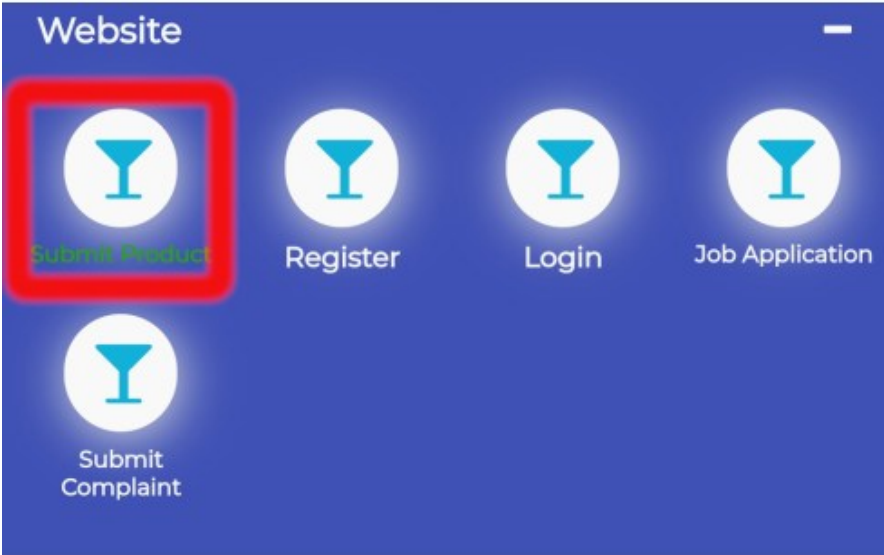 Website
Submit Product
Register
Login
Job Application
Submit
Complaint